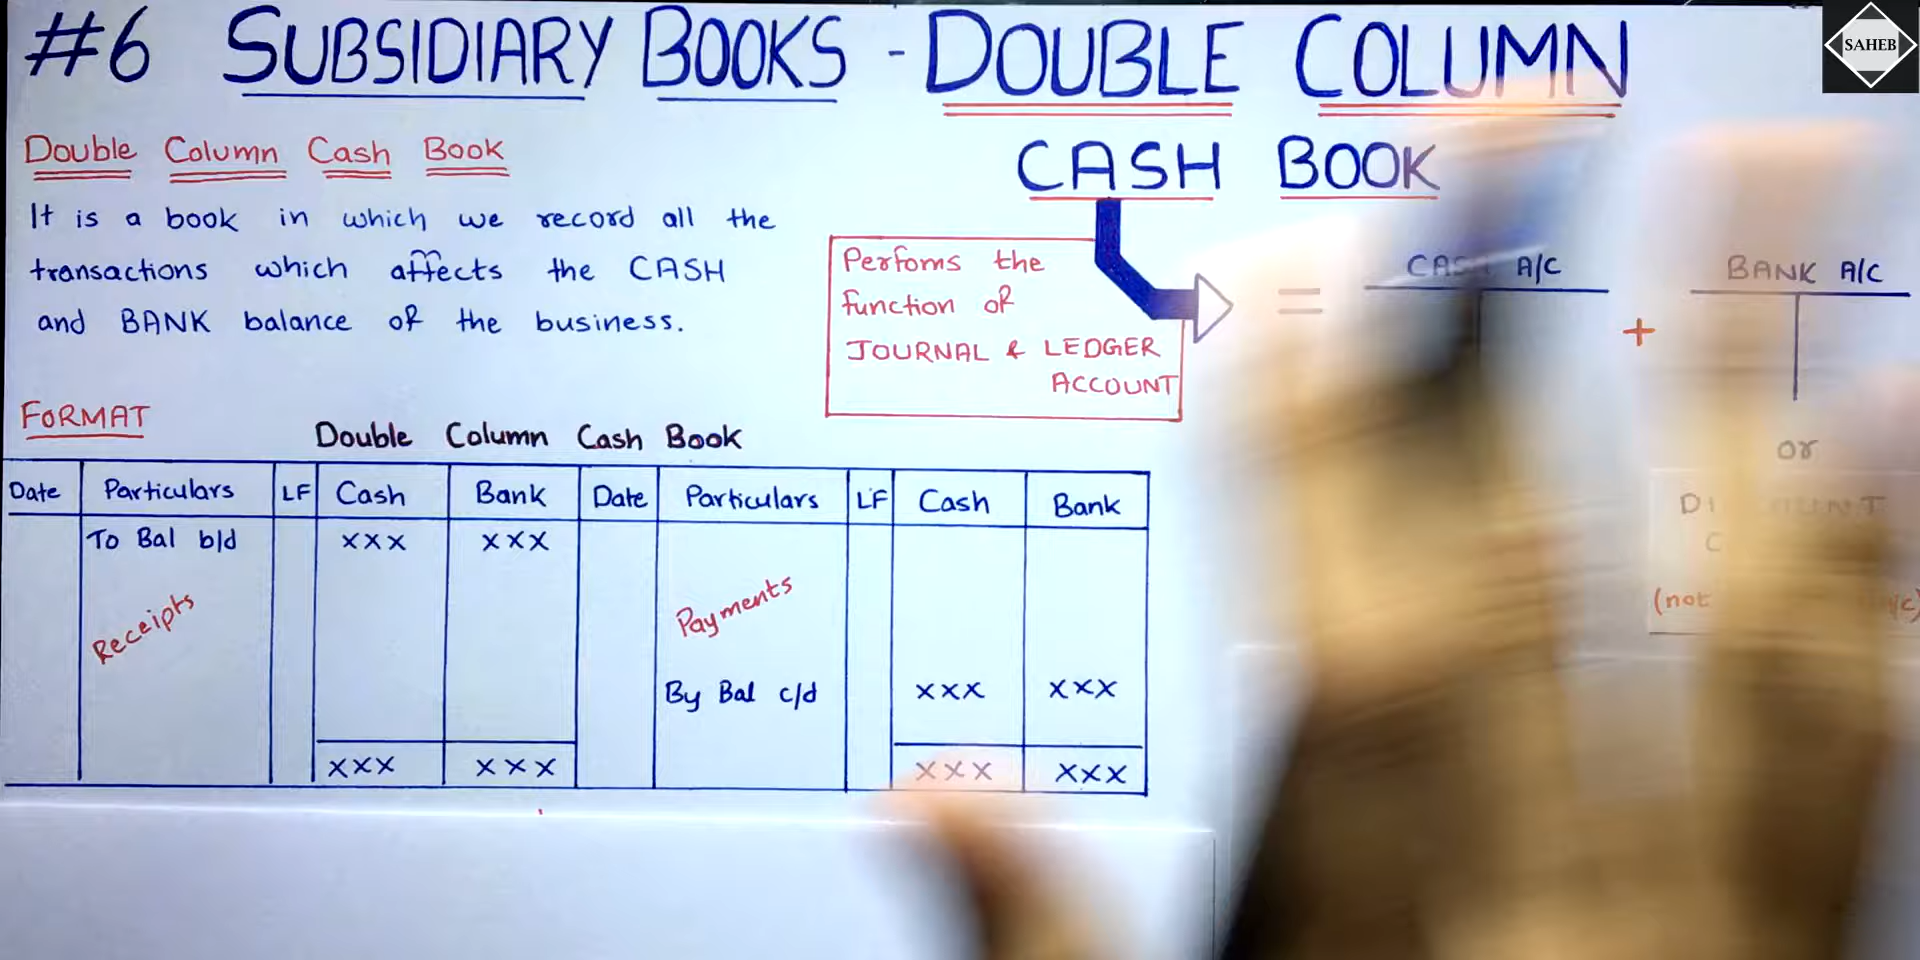 #6 SUBSIDIARY BOOKS - DOUBLE COLUMN
CASH BOOK
SAHEB
Double Column Cash Book
It is a book in which we record all the
transactions which affects the CASH
and BANK balance of the business.
Perfoms the
function of
JOURNAL & LEDGER
ACCOUNT
=
A/C
+
BANK A/C
or
(not
FORMAT
Double Column Cash Book
Date Particulars LF Cash Bank Date Particulars LF Cash Bank
To Bal b/d xxx xxx
Receipts
Payments
By Bal c/d xxx xxx
xxx xxx xxx xxx